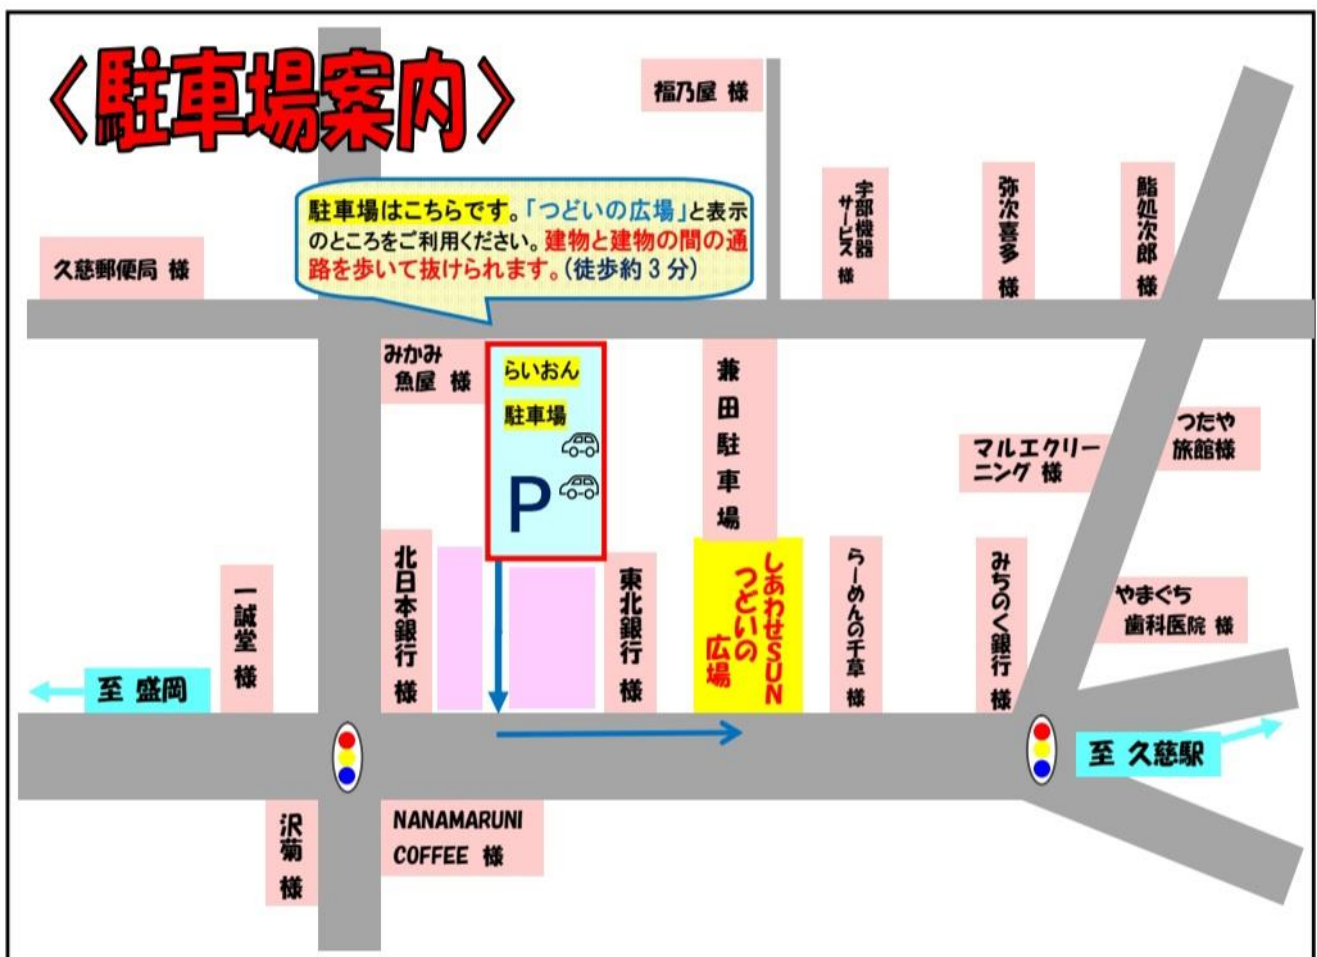 〈駐車場案内〉
福乃屋 様
駐車場はこちらです。「つどいの広場」と表示
のところをご利用ください。建物と建物の間の通
路を歩いて抜けられます。(徒歩約3分)
久慈郵便局 様
宇部機器
サービス 様
弥次喜多 様
鮨処次郎 様
みかみ
魚屋 様
らいおん
駐車場
P
兼田駐車場
マルエクリー
ニング 様
つたや
旅館様
一誠堂 様
北日本銀行 様
東北銀行 様
しあわせSUN
つどいの
広場
らーめんの千草 様
みちのく銀行 様
やまぐち
歯科医院 様
至 盛岡
至 久慈駅
沢菊 様
NANAMARUNI
COFFEE 様